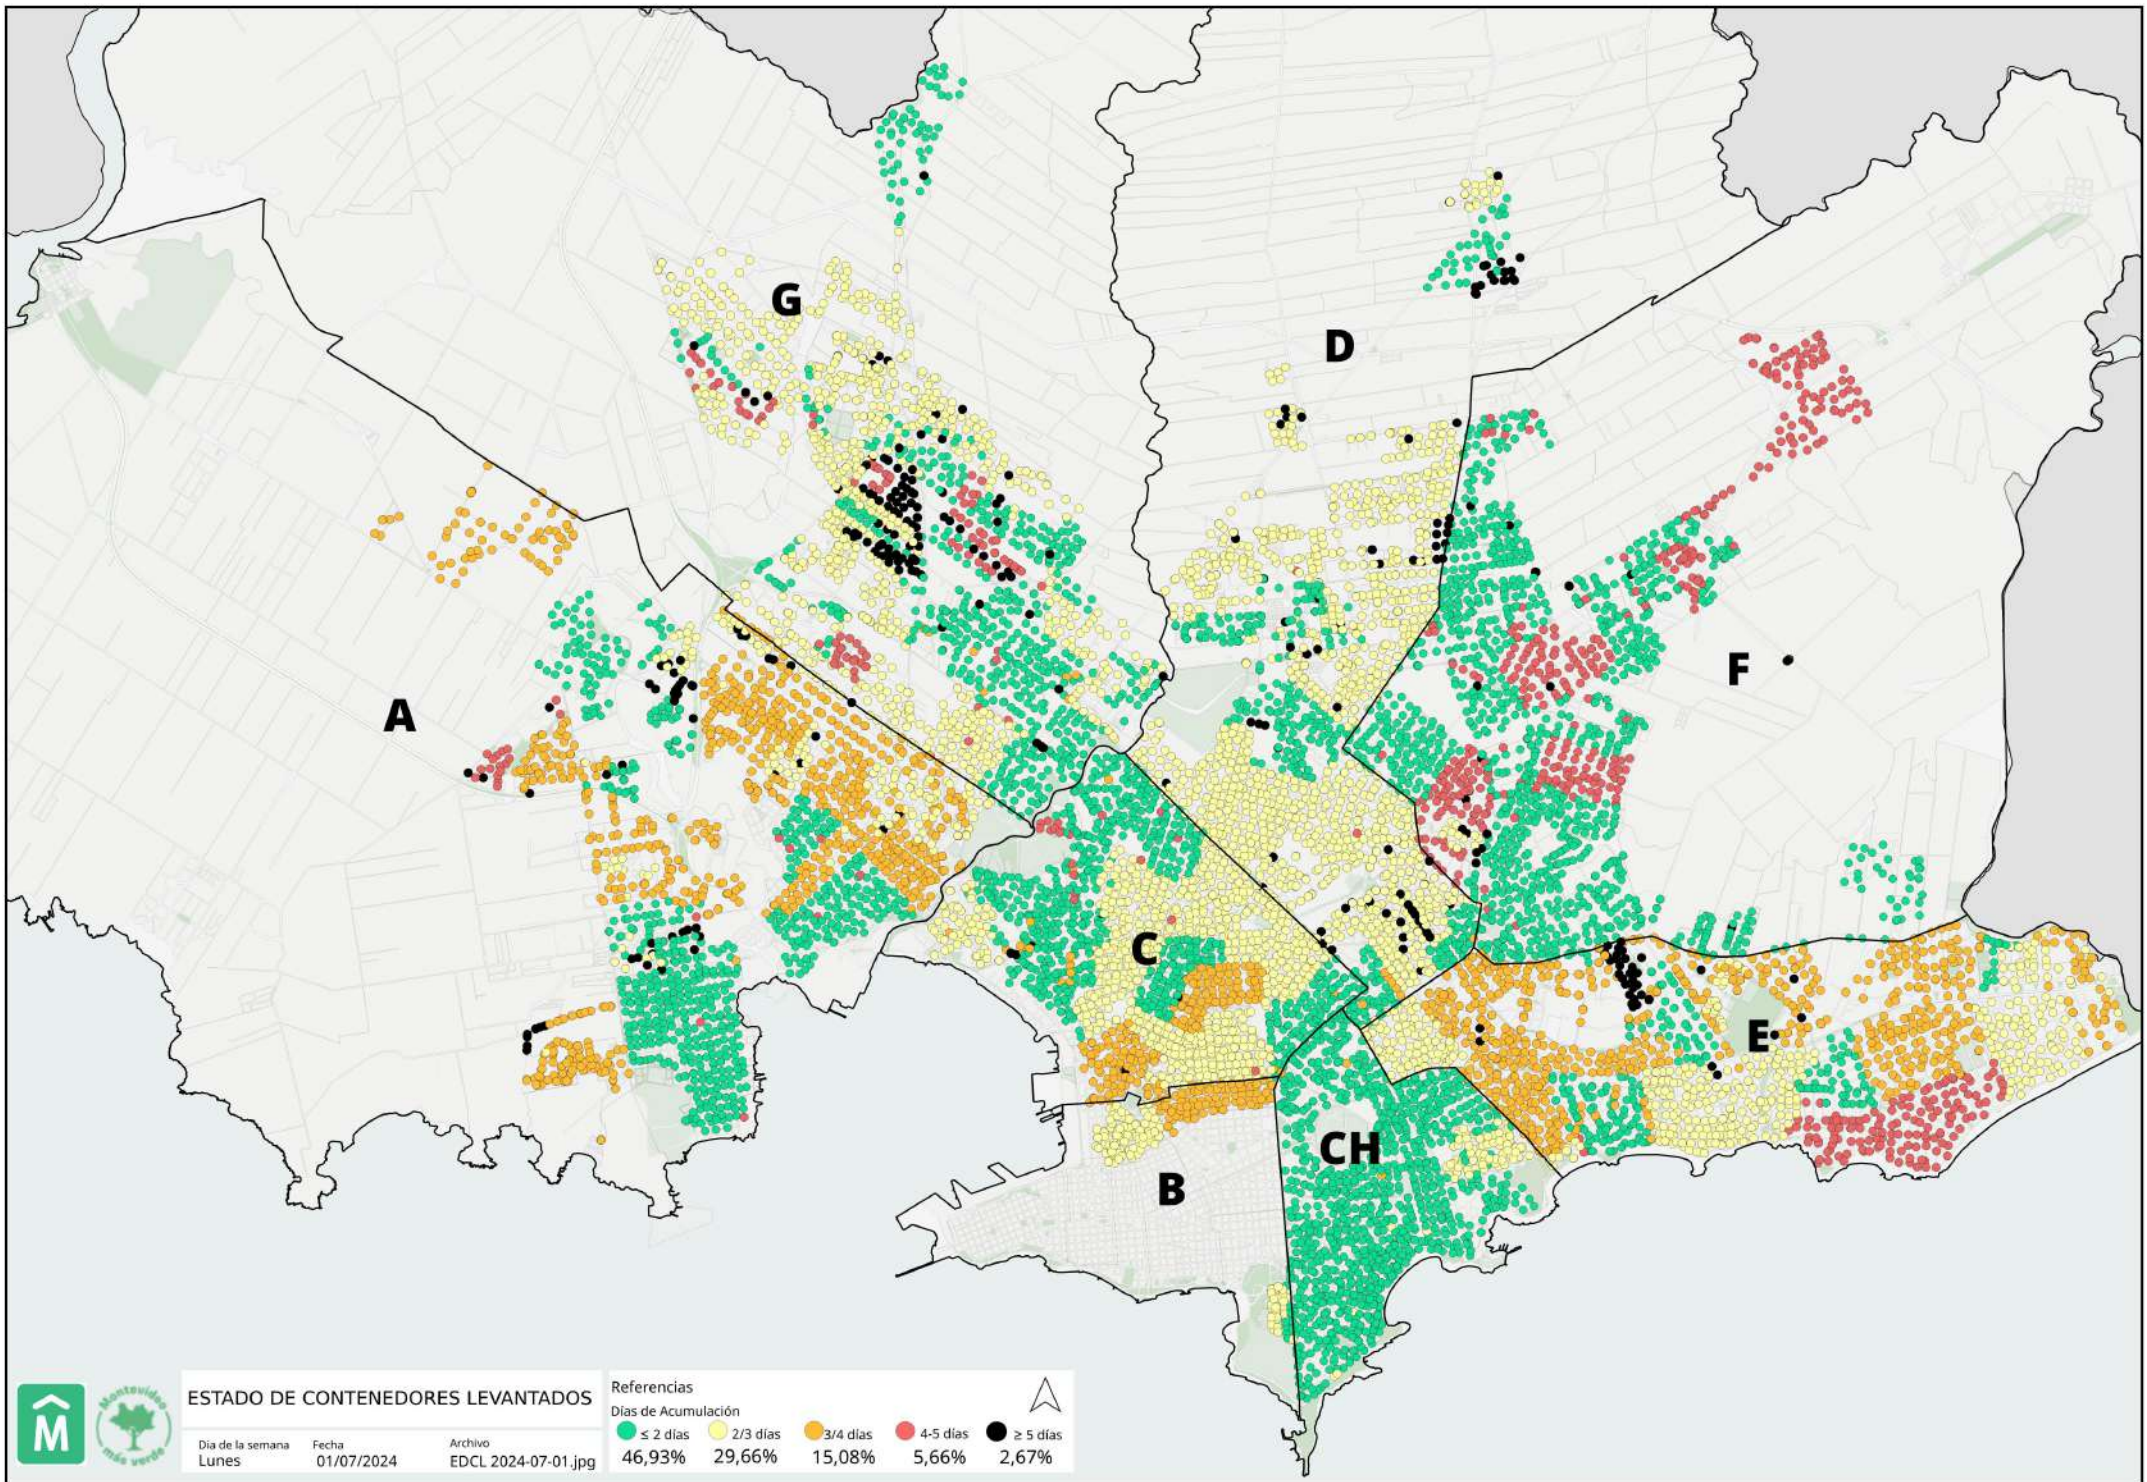 G
D
F
A
C
E
CH
B
M
Montevideo
más verde
ESTADO DE CONTENEDORES LEVANTADOS
Dia de la semana
Lunes
Fecha
01/07/2024
Archivo
EDCL 2024-07-01.jpg
Referencias
Días de Acumulación
≤ 2 días 2/3 días 3/4 días 4-5 días ≥ 5 días
46,93% 29,66% 15,08% 5,66% 2,67%